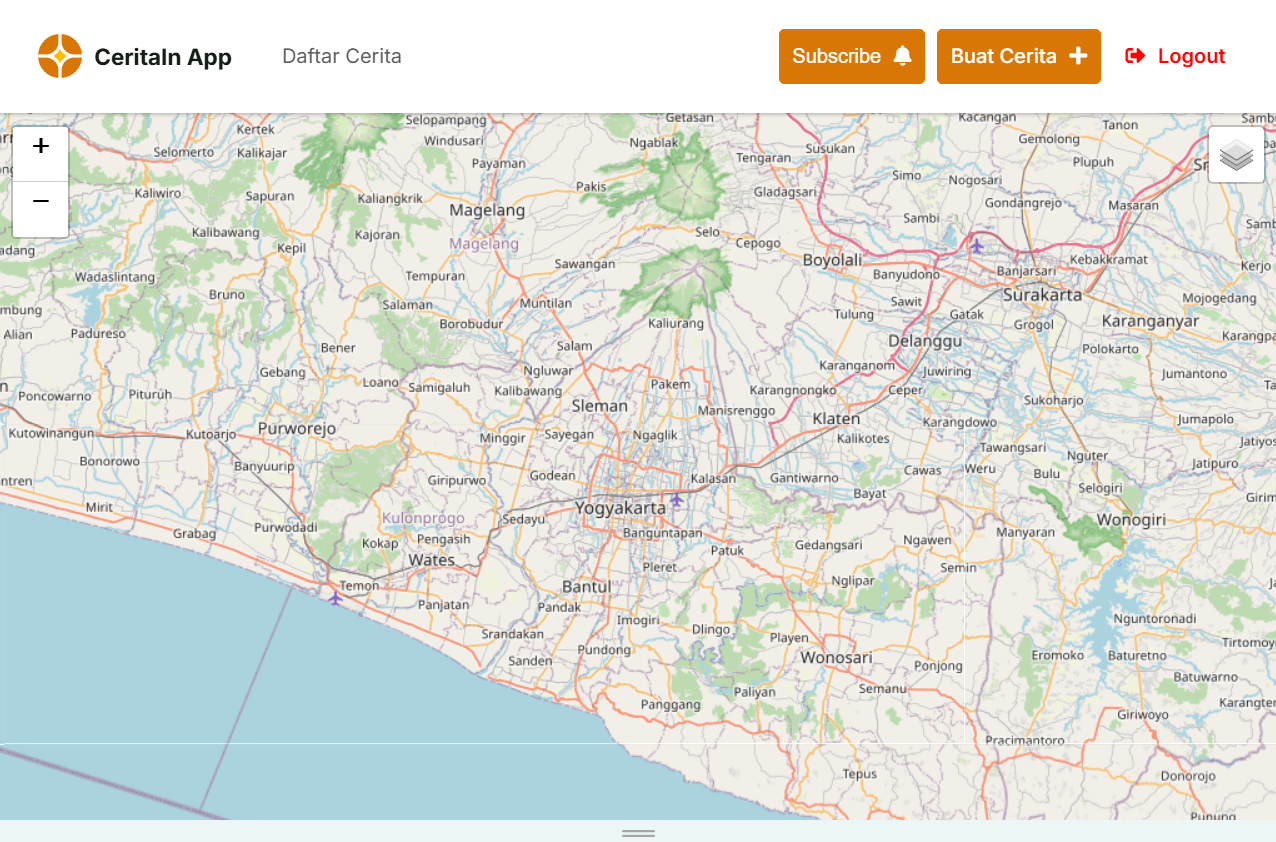 CeritaIn App
Daftar Cerita
Subscribe
Buat Cerita
Logout
+
−
Selopampang
Getasan
Kacangan
Tanon
Kertek
Windusari
Ngablak
Susukan
Gemolong
Selomerto
Kalikajar
Payaman
Tengaran
Plupuh
Simo
Nogosari
Kaliwiro
Sapuran
Kaliangkrik
Pakis
Gladagsari
Gondangrejo
Masaran
Magelang
Sambi
Kalibawang
Kajoran
Magelang
Selo
Cepogo
Kepil
Boyolali
Kebakkramat
Sawangan
Banyudono
Banjarsari
Kerjo
Wadaslintang
Tempuran
Bruno
Salaman
Muntilan
Sawit
Surakarta
Mojogedang
Tulung
Gatak
Alian
Padureso
Borobudur
Kaliurang
Grogol
Karanganyar
Bener
Salam
Delanggu
Polokarto
Gebang
Ngluwar
Karanganom
Juwiring
Jumantono
Loano
Samigaluh
Kalibawang
Pakem
Karangnongko
Ceper
Poncowarno
Pituruh
Sukoharjo
Sleman
Manisrenggo
Klaten
Karangdowo
Jumapolo
Kutowinangun
Kutoarjo
Purworejo
Minggir
Sayegan
Ngaglik
Kalikotes
Tawangsari
Nguter
Bonorowo
Banyuurip
Giripurwo
Godean
Kalasan
Gantiwarno
Cawas
Weru
Bulu
Jatipuro
Selogiri
Mirit
Kulonprogo
Sedayu
Yogyakarta
Bayat
Wonogiri
Grabag
Purwodadi
Kokap
Pengasih
Banguntapan
Manyaran
Wates
Patuk
Gedangsari
Ngawen
Semin
Temon
Bantul
Pleret
Nglipar
Panjatan
Pandak
Imogiri
Nguntoronadi
Srandakan
Dlingo
Playen
Sanden
Pundong
Wonosari
Ponjong
Eromoko
Baturetno
Paliyan
Semanu
Batuwarno
Panggang
Giriwoyo
Pracimantoro
Tepus
Donorojo
Punung